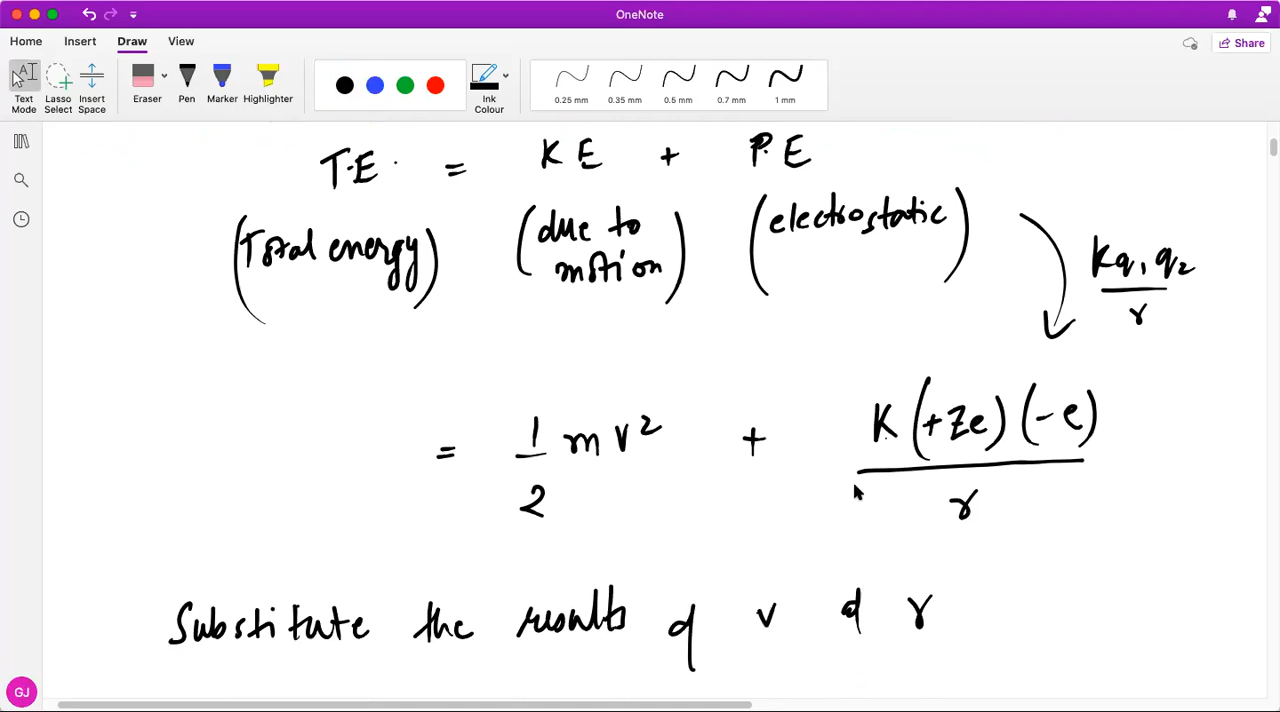 OneNote
Home Insert Draw View
Share
Text Mode
Lasso Select
Insert Space
Eraser
Pen
Marker
Highlighter
Ink Colour
0.25 mm 0.35 mm 0.5 mm 0.7 mm 1 mm
T.E. = KE + P.E
(Total energy) (due to motion) (electrostatic)
Kq1 q2 / r
= 1/2 mv² + K(+Ze)(-e) / r
Substitute the results of v & r
GJ